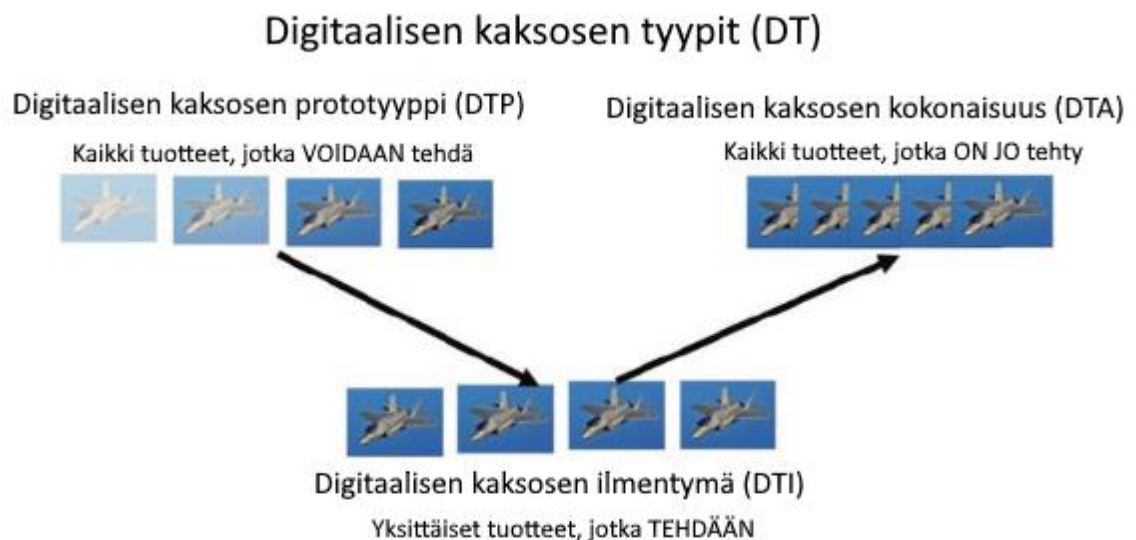 Digitaalisen kaksosen tyypit (DT)
Digitaalisen kaksosen prototyyppi (DTP)
Kaikki tuotteet, jotka VOIDAAN tehdä
Digitaalisen kaksosen kokonaisuus (DTA)
Kaikki tuotteet, jotka ON JO tehty
Digitaalisen kaksosen ilmentymä (DTI)
Yksittäiset tuotteet, jotka TEHDÄÄN